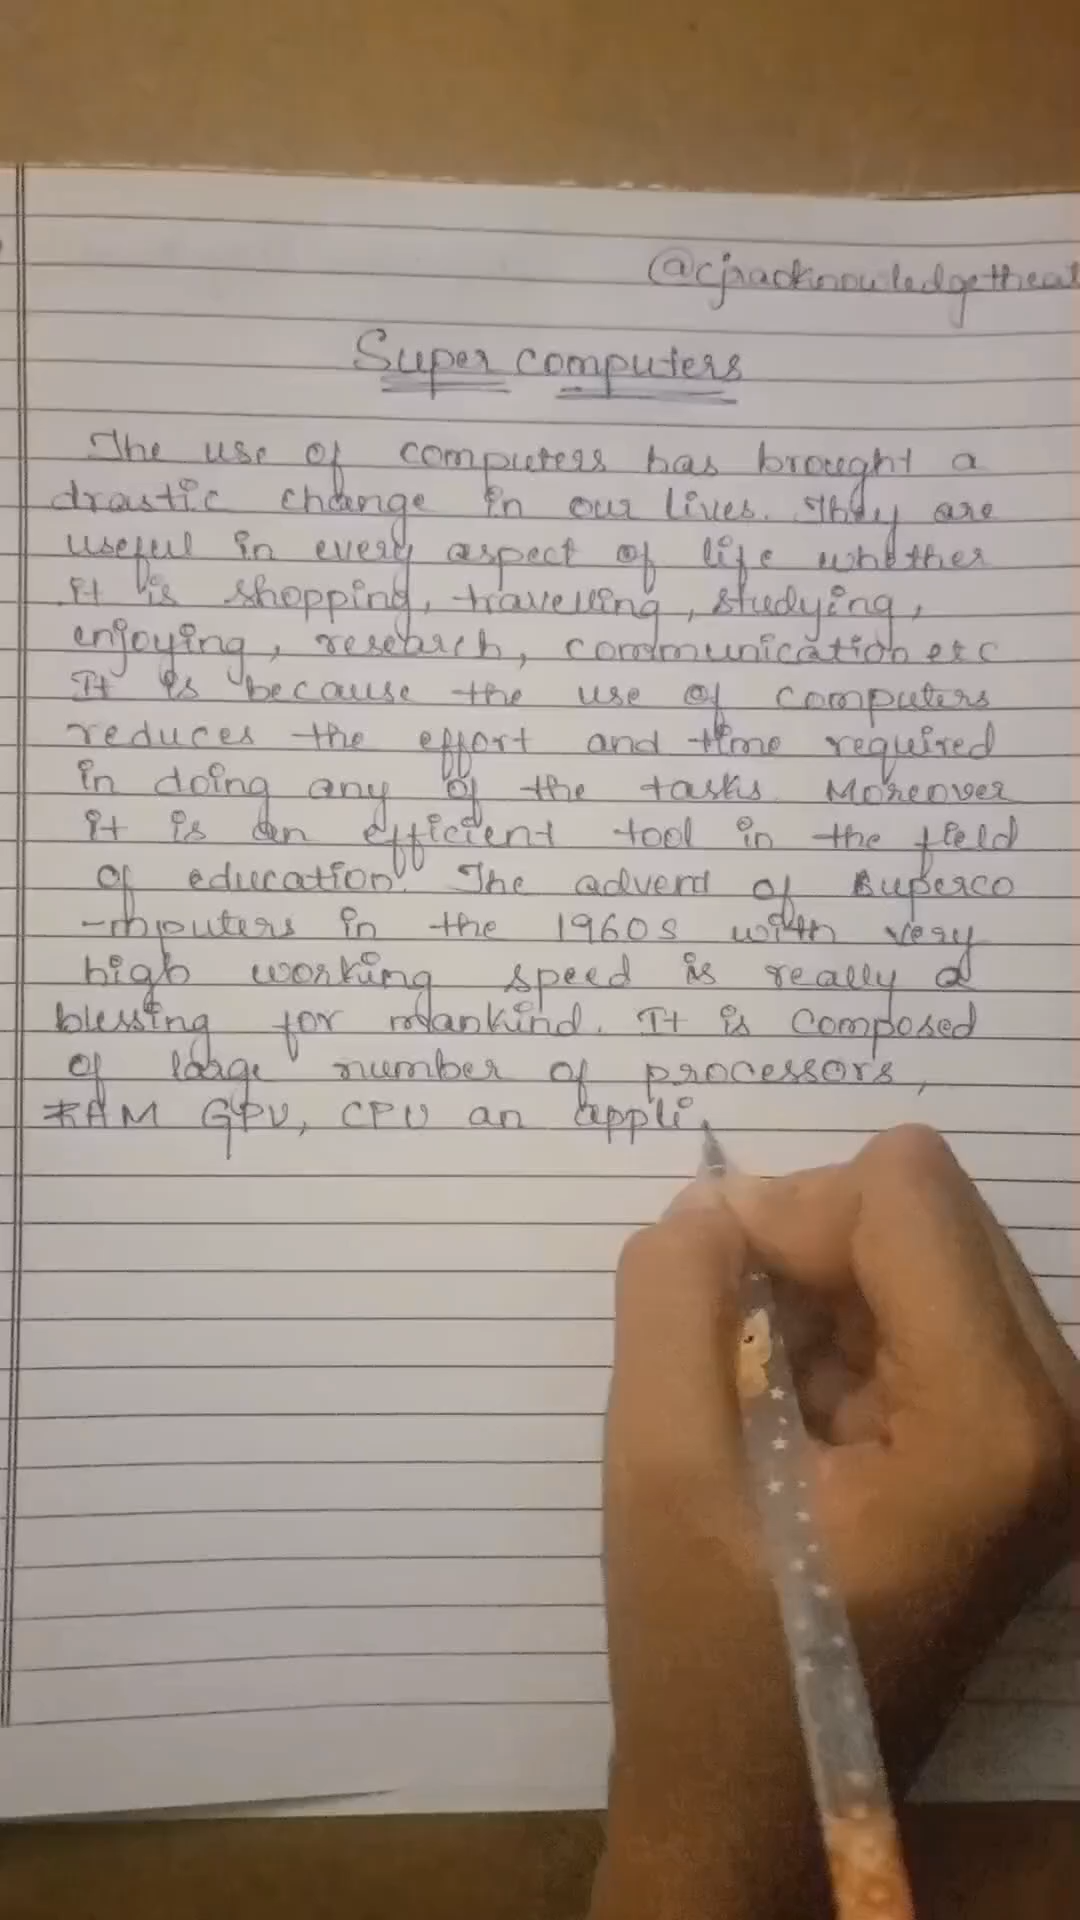 @cjracknowledgetheat
Super computers
The use of computers has brought a
drastic change in our lives. They are
useful in every aspect of life whether
it is shopping, travelling, studying,
enjoying, research, communication etc
It is because the use of computers
reduces the effort and time required
in doing any of the tasks. Moreover
it is an efficient tool in the field
of education. The advent of superco
-mputers in the 1960s with very
high working speed is really a
blessing for mankind. It is composed
of large number of processors,
RAM GPU, CPU an appli